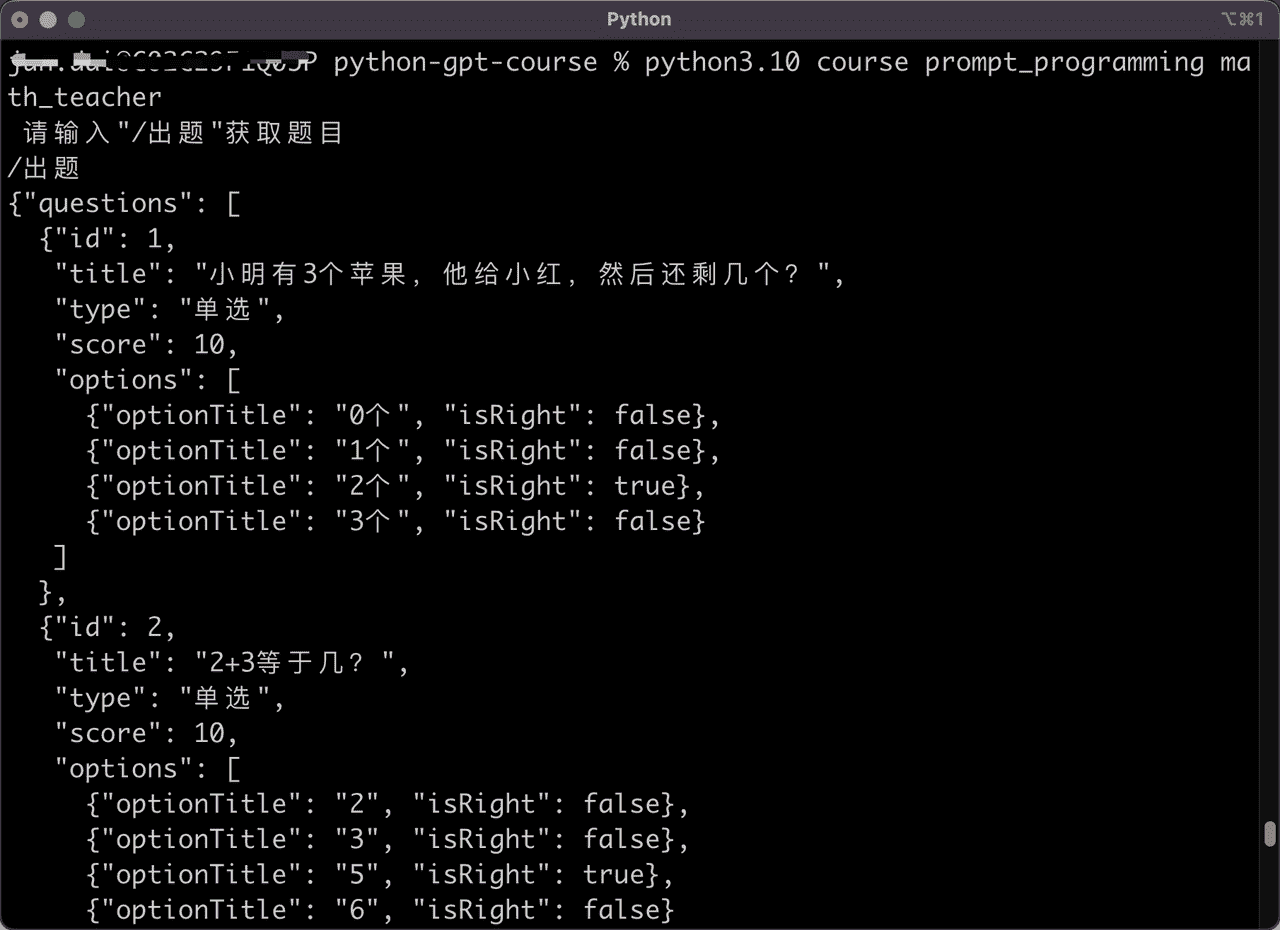 Python
⌥⌘1
python-gpt-course % python3.10 course prompt_programming ma
th_teacher
请输入"/出题"获取题目
/出题
{"questions": [
{"id": 1,
"title": "小明有3个苹果，他给小红，然后还剩几个？",
"type": "单选",
"score": 10,
"options": [
{"optionTitle": "0个", "isRight": false},
{"optionTitle": "1个", "isRight": false},
{"optionTitle": "2个", "isRight": true},
{"optionTitle": "3个", "isRight": false}
]
},
{"id": 2,
"title": "2+3等于几？",
"type": "单选",
"score": 10,
"options": [
{"optionTitle": "2", "isRight": false},
{"optionTitle": "3", "isRight": false},
{"optionTitle": "5", "isRight": true},
{"optionTitle": "6", "isRight": false}